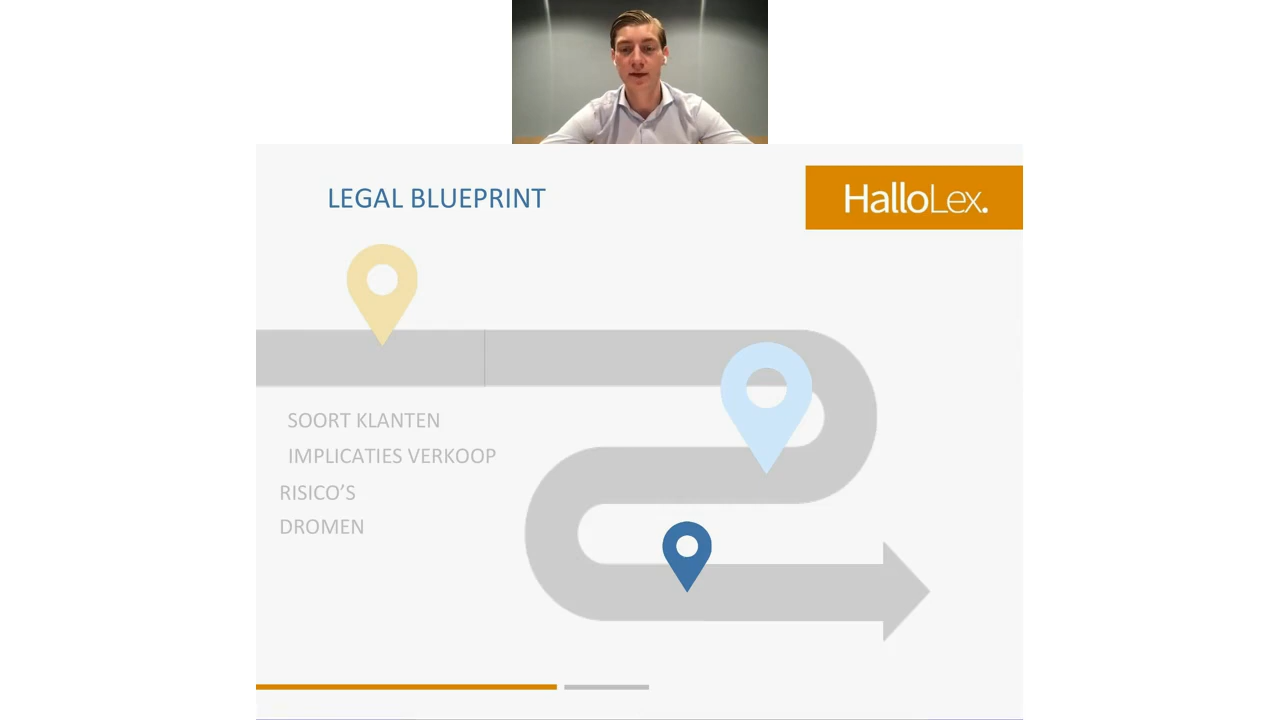 LEGAL BLUEPRINT
HalloLex.
SOORT KLANTEN
IMPLICATIES VERKOOP
RISICO’S
DROMEN